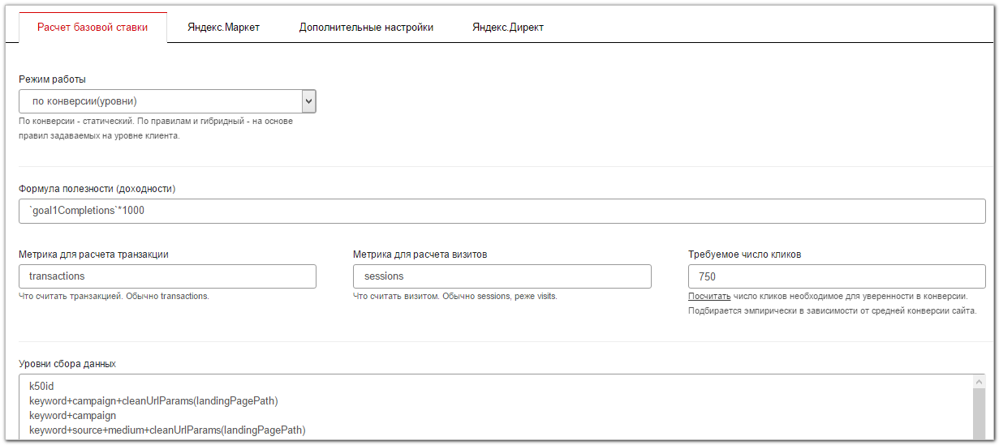 Расчет базовой ставки Яндекс.Маркет Дополнительные настройки Яндекс.Директ
Режим работы
по конверсии(уровни)
По конверсии - статический. По правилам и гибридный - на основе
правил задаваемых на уровне клиента.
Формула полезности (доходности)
`goal1Completions`*1000
Метрика для расчета транзакции Метрика для расчета визитов Требуемое число кликов
transactions sessions 750
Что считать транзакцией. Обычно transactions. Что считать визитом. Обычно sessions, реже visits. Посчитать число кликов необходимое для уверенности в конверсии.
Подбирается эмпирически в зависимости от средней конверсии сайта.
Уровни сбора данных
k50id
keyword+campaign+cleanUrlParams(landingPagePath)
keyword+campaign
keyword+source+medium+cleanUrlParams(landingPagePath)